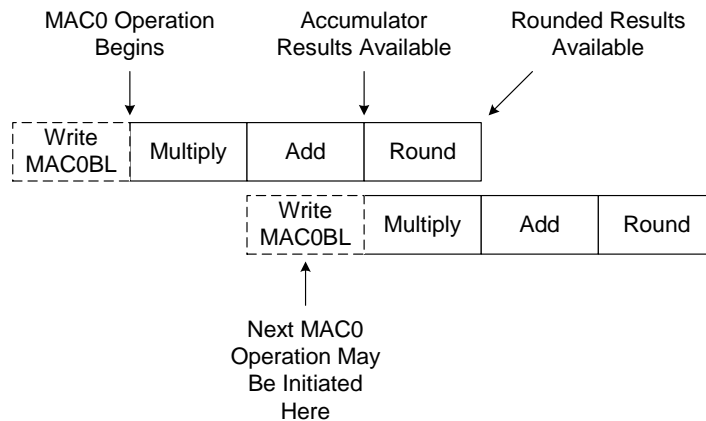 MAC0 Operation
Begins
Accumulator
Results Available
Rounded Results
Available
Write
MAC0BL
Multiply
Add
Round
Write
MAC0BL
Multiply
Add
Round
Next MAC0
Operation May
Be Initiated
Here